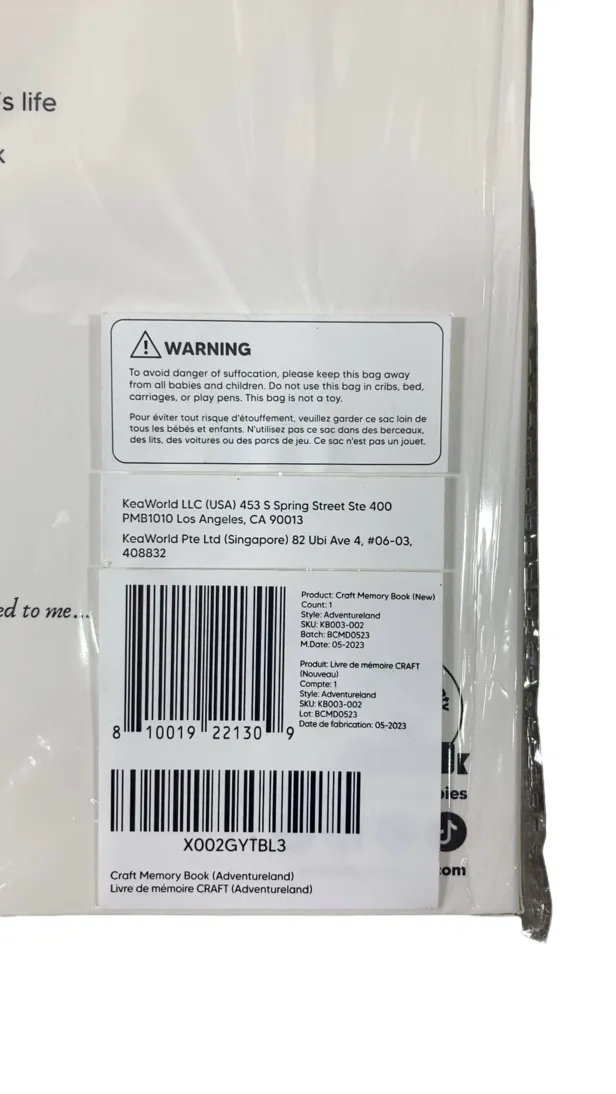 's life
ed to me...
WARNING
To avoid danger of suffocation, please keep this bag away
from all babies and children. Do not use this bag in cribs, bed,
carriages, or play pens. This bag is not a toy.
Pour éviter tout risque d'étouffement, veuillez garder ce sac loin de
tous les bébés et enfants. N'utilisez pas ce sac dans des berceaux,
des lits, des voitures ou des parcs de jeu. Ce sac n'est pas un jouet.
KeaWorld LLC (USA) 453 S Spring Street Ste 400
PMB1010 Los Angeles, CA 90013
KeaWorld Pte Ltd (Singapore) 82 Ubi Ave 4, #06-03,
408832
Product: Craft Memory Book (New)
Count: 1
Style: Adventureland
SKU: KB003-002
Batch: BCMD0523
M.Date: 05-2023
Produit: Livre de mémoire CRAFT
(Nouveau)
Compte: 1
Style: Adventureland
SKU: KB003-002
Lot: BCMD0523
Date de fabrication: 05-2023
8 10019 22130 9
X002GYTBL3
Craft Memory Book (Adventureland)
Livre de mémoire CRAFT (Adventureland)
k
bies
com